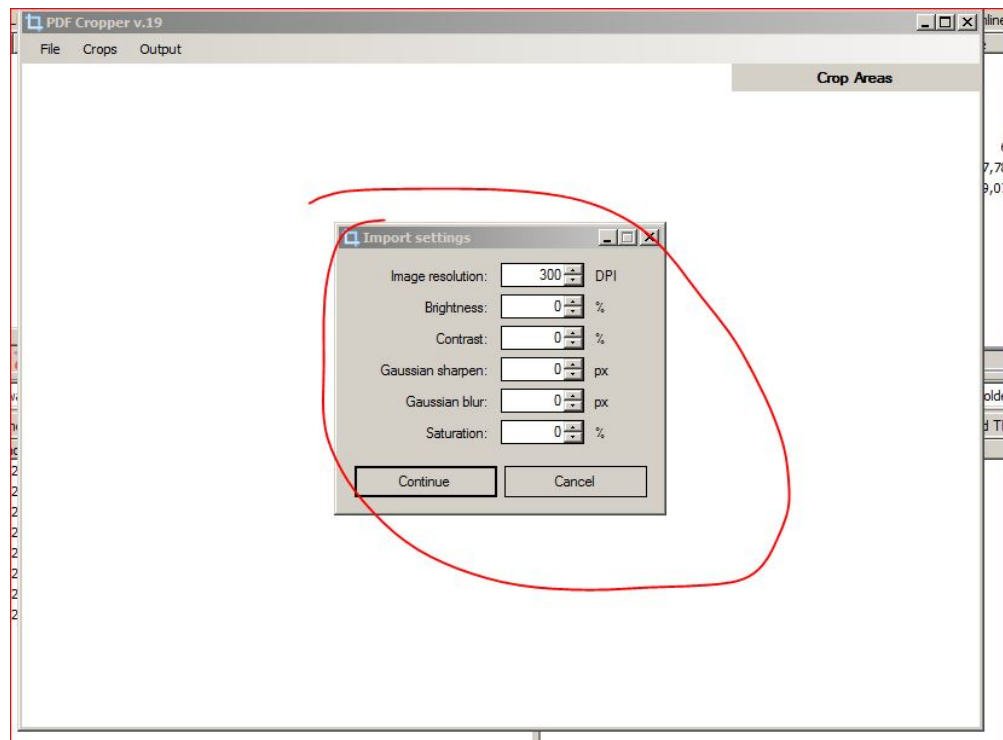 PDF Cropper v.19
File Crops Output
Crop Areas
Import settings
Image resolution: 300 DPI
Brightness: 0 %
Contrast: 0 %
Gaussian sharpen: 0 px
Gaussian blur: 0 px
Saturation: 0 %
Continue Cancel